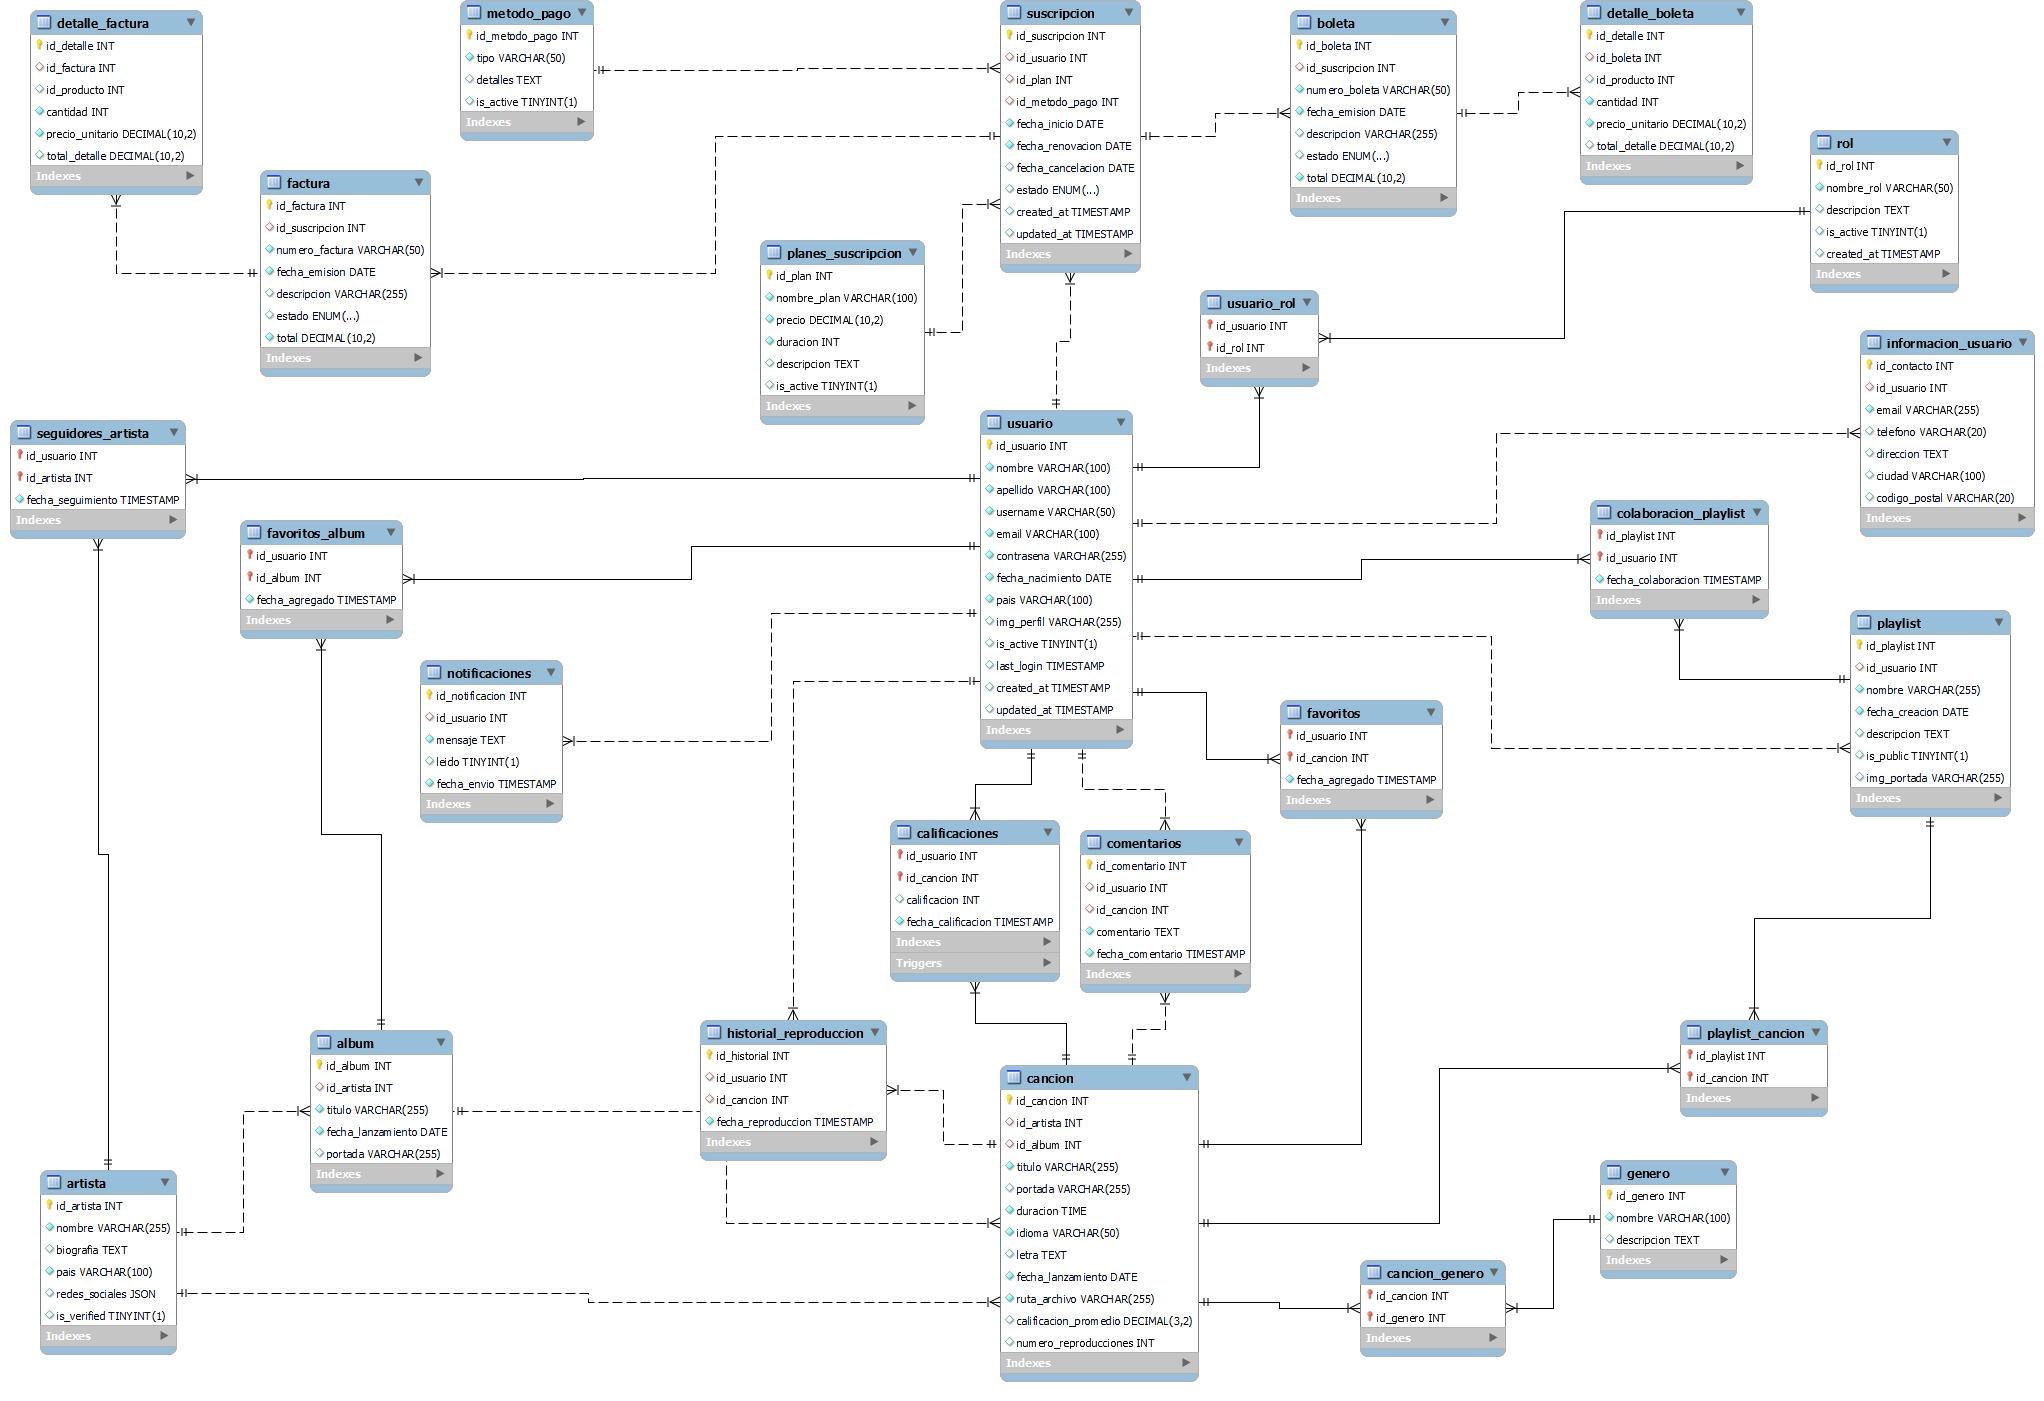 detalle_factura
id_detalle INT
id_factura INT
id_producto INT
cantidad INT
precio_unitario DECIMAL(10,2)
total_detalle DECIMAL(10,2)
Indexes
metodo_pago
id_metodo_pago INT
tipo VARCHAR(50)
detalles TEXT
is_active TINYINT(1)
Indexes
suscripcion
id_suscripcion INT
id_usuario INT
id_plan INT
id_metodo_pago INT
fecha_inicio DATE
fecha_renovacion DATE
fecha_cancelacion DATE
estado ENUM(...)
created_at TIMESTAMP
updated_at TIMESTAMP
Indexes
boleta
id_boleta INT
id_suscripcion INT
numero_boleta VARCHAR(50)
fecha_emision DATE
descripcion VARCHAR(255)
estado ENUM(...)
total DECIMAL(10,2)
Indexes
detalle_boleta
id_detalle INT
id_boleta INT
id_producto INT
cantidad INT
precio_unitario DECIMAL(10,2)
total_detalle DECIMAL(10,2)
Indexes
rol
id_rol INT
nombre_rol VARCHAR(50)
descripcion TEXT
is_active TINYINT(1)
created_at TIMESTAMP
Indexes
factura
id_factura INT
id_suscripcion INT
numero_factura VARCHAR(50)
fecha_emision DATE
descripcion VARCHAR(255)
estado ENUM(...)
total DECIMAL(10,2)
Indexes
planes_suscripcion
id_plan INT
nombre_plan VARCHAR(100)
precio DECIMAL(10,2)
duracion INT
descripcion TEXT
is_active TINYINT(1)
Indexes
usuario_rol
id_usuario INT
id_rol INT
Indexes
informacion_usuario
id_contacto INT
id_usuario INT
email VARCHAR(255)
telefono VARCHAR(20)
direccion TEXT
ciudad VARCHAR(100)
codigo_postal VARCHAR(20)
Indexes
seguidores_artista
id_usuario INT
id_artista INT
fecha_seguimiento TIMESTAMP
Indexes
usuario
id_usuario INT
nombre VARCHAR(100)
apellido VARCHAR(100)
username VARCHAR(50)
email VARCHAR(100)
contrasena VARCHAR(255)
fecha_nacimiento DATE
pais VARCHAR(100)
img_perfil VARCHAR(255)
is_active TINYINT(1)
last_login TIMESTAMP
created_at TIMESTAMP
updated_at TIMESTAMP
Indexes
favoritos_album
id_usuario INT
id_album INT
fecha_agregado TIMESTAMP
Indexes
colaboracion_playlist
id_playlist INT
id_usuario INT
fecha_colaboracion TIMESTAMP
Indexes
playlist
id_playlist INT
id_usuario INT
nombre VARCHAR(255)
fecha_creacion DATE
descripcion TEXT
is_public TINYINT(1)
img_portada VARCHAR(255)
Indexes
notificaciones
id_notificacion INT
id_usuario INT
mensaje TEXT
leido TINYINT(1)
fecha_envio TIMESTAMP
Indexes
favoritos
id_usuario INT
id_cancion INT
fecha_agregado TIMESTAMP
Indexes
calificaciones
id_usuario INT
id_cancion INT
calificacion INT
fecha_calificacion TIMESTAMP
Indexes
Triggers
comentarios
id_comentario INT
id_usuario INT
id_cancion INT
comentario TEXT
fecha_comentario TIMESTAMP
Indexes
album
id_album INT
id_artista INT
titulo VARCHAR(255)
fecha_lanzamiento DATE
portada VARCHAR(255)
Indexes
historial_reproduccion
id_historial INT
id_usuario INT
id_cancion INT
fecha_reproduccion TIMESTAMP
Indexes
playlist_cancion
id_playlist INT
id_cancion INT
Indexes
cancion
id_cancion INT
id_artista INT
id_album INT
titulo VARCHAR(255)
portada VARCHAR(255)
duracion TIME
idioma VARCHAR(50)
letra TEXT
fecha_lanzamiento DATE
ruta_archivo VARCHAR(255)
calificacion_promedio DECIMAL(3,2)
numero_reproducciones INT
Indexes
artista
id_artista INT
nombre VARCHAR(255)
biografia TEXT
pais VARCHAR(100)
redes_sociales JSON
is_verified TINYINT(1)
Indexes
genero
id_genero INT
nombre VARCHAR(100)
descripcion TEXT
Indexes
cancion_genero
id_cancion INT
id_genero INT
Indexes